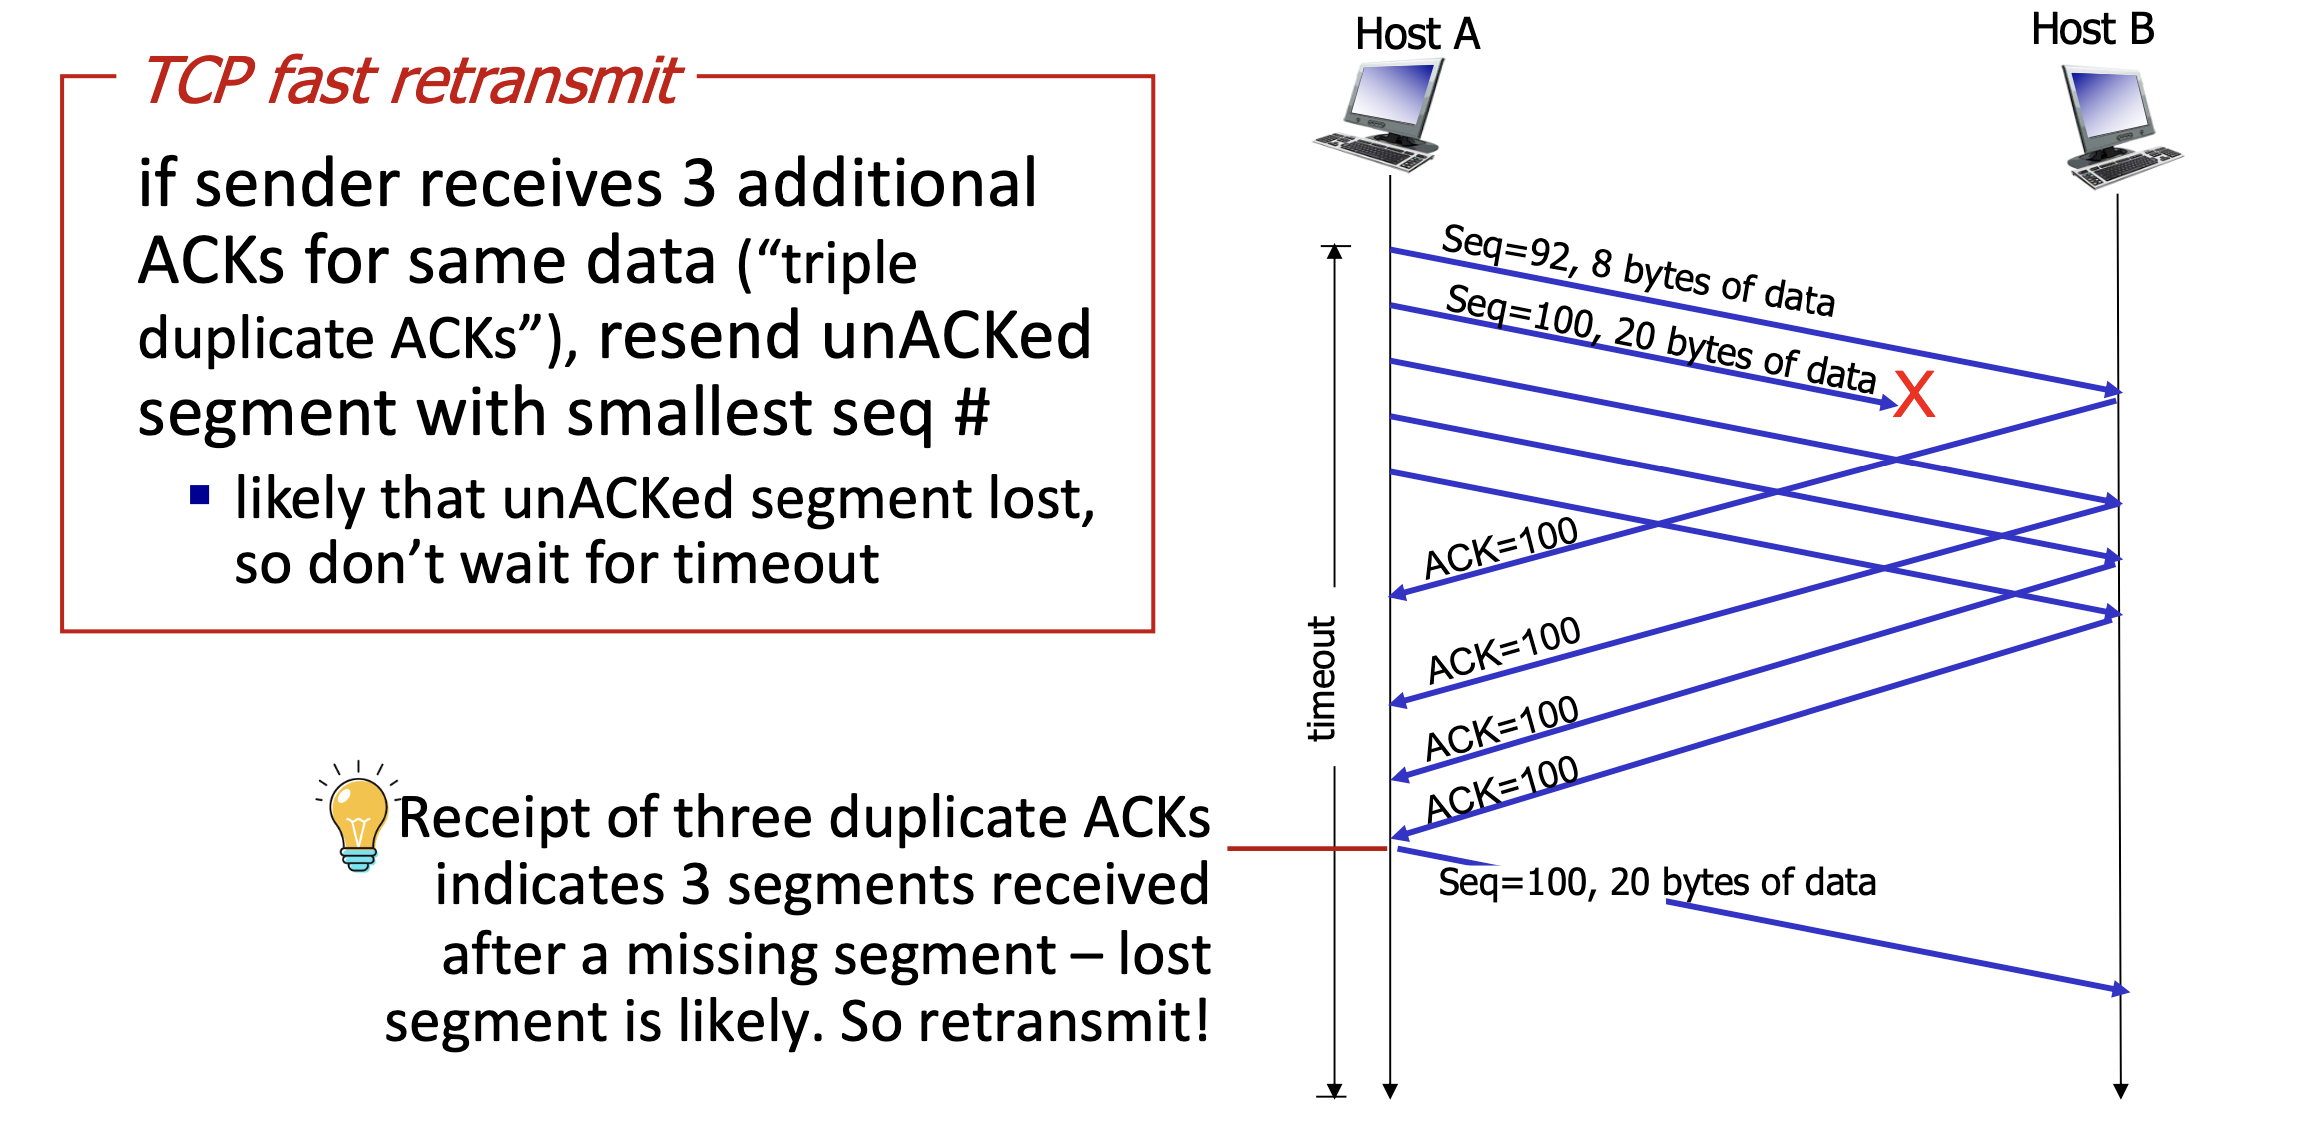 TCP fast retransmit
if sender receives 3 additional
ACKs for same data (“triple
duplicate ACKs”), resend unACKed
segment with smallest seq #
likely that unACKed segment lost,
so don’t wait for timeout
Receipt of three duplicate ACKs
indicates 3 segments received
after a missing segment – lost
segment is likely. So retransmit!
Host A
Host B
Seq=92, 8 bytes of data
Seq=100, 20 bytes of data
X
ACK=100
timeout
ACK=100
ACK=100
ACK=100
Seq=100, 20 bytes of data